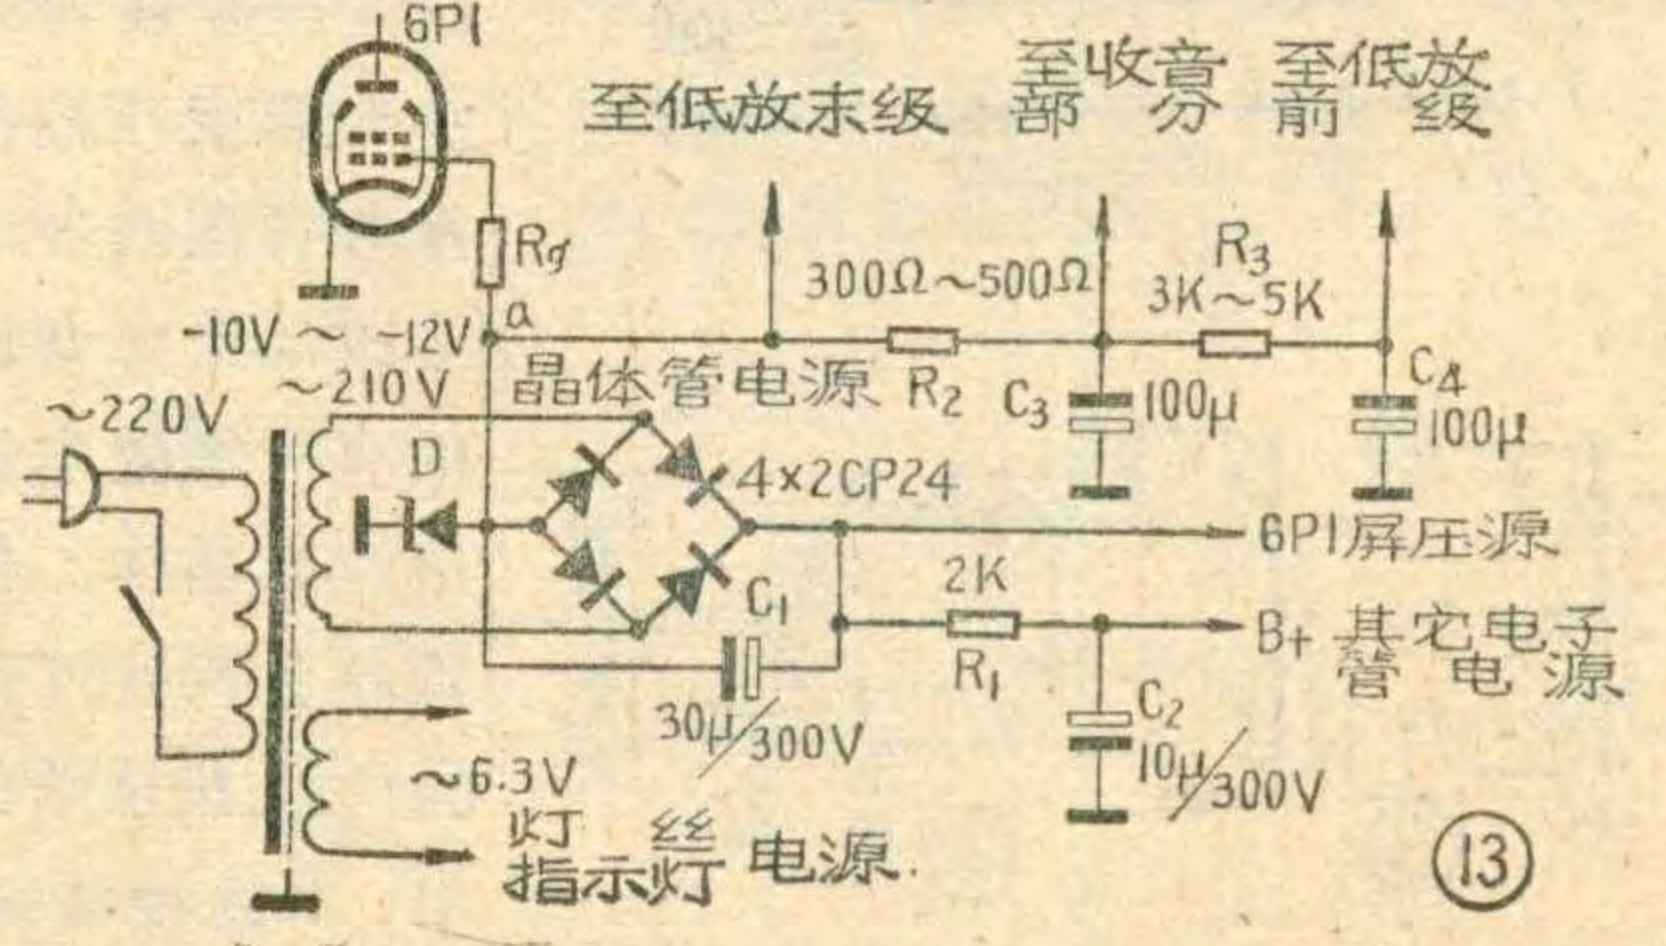 6P1
至低放末级
至收音
部分
至低放
前级
Rg
300Ω～500Ω
R3
3K～5K
-10V～-12V
a
～210V
晶体管电源
R2
C3
100μ
C4
100μ
～220V
D
4×2CP24
6P1屏压源
2K
C1
R1
B+ 其它电子
管电源
30μ/300V
C2
10μ/300V
～6.3V
灯丝
指示灯
电源.
13